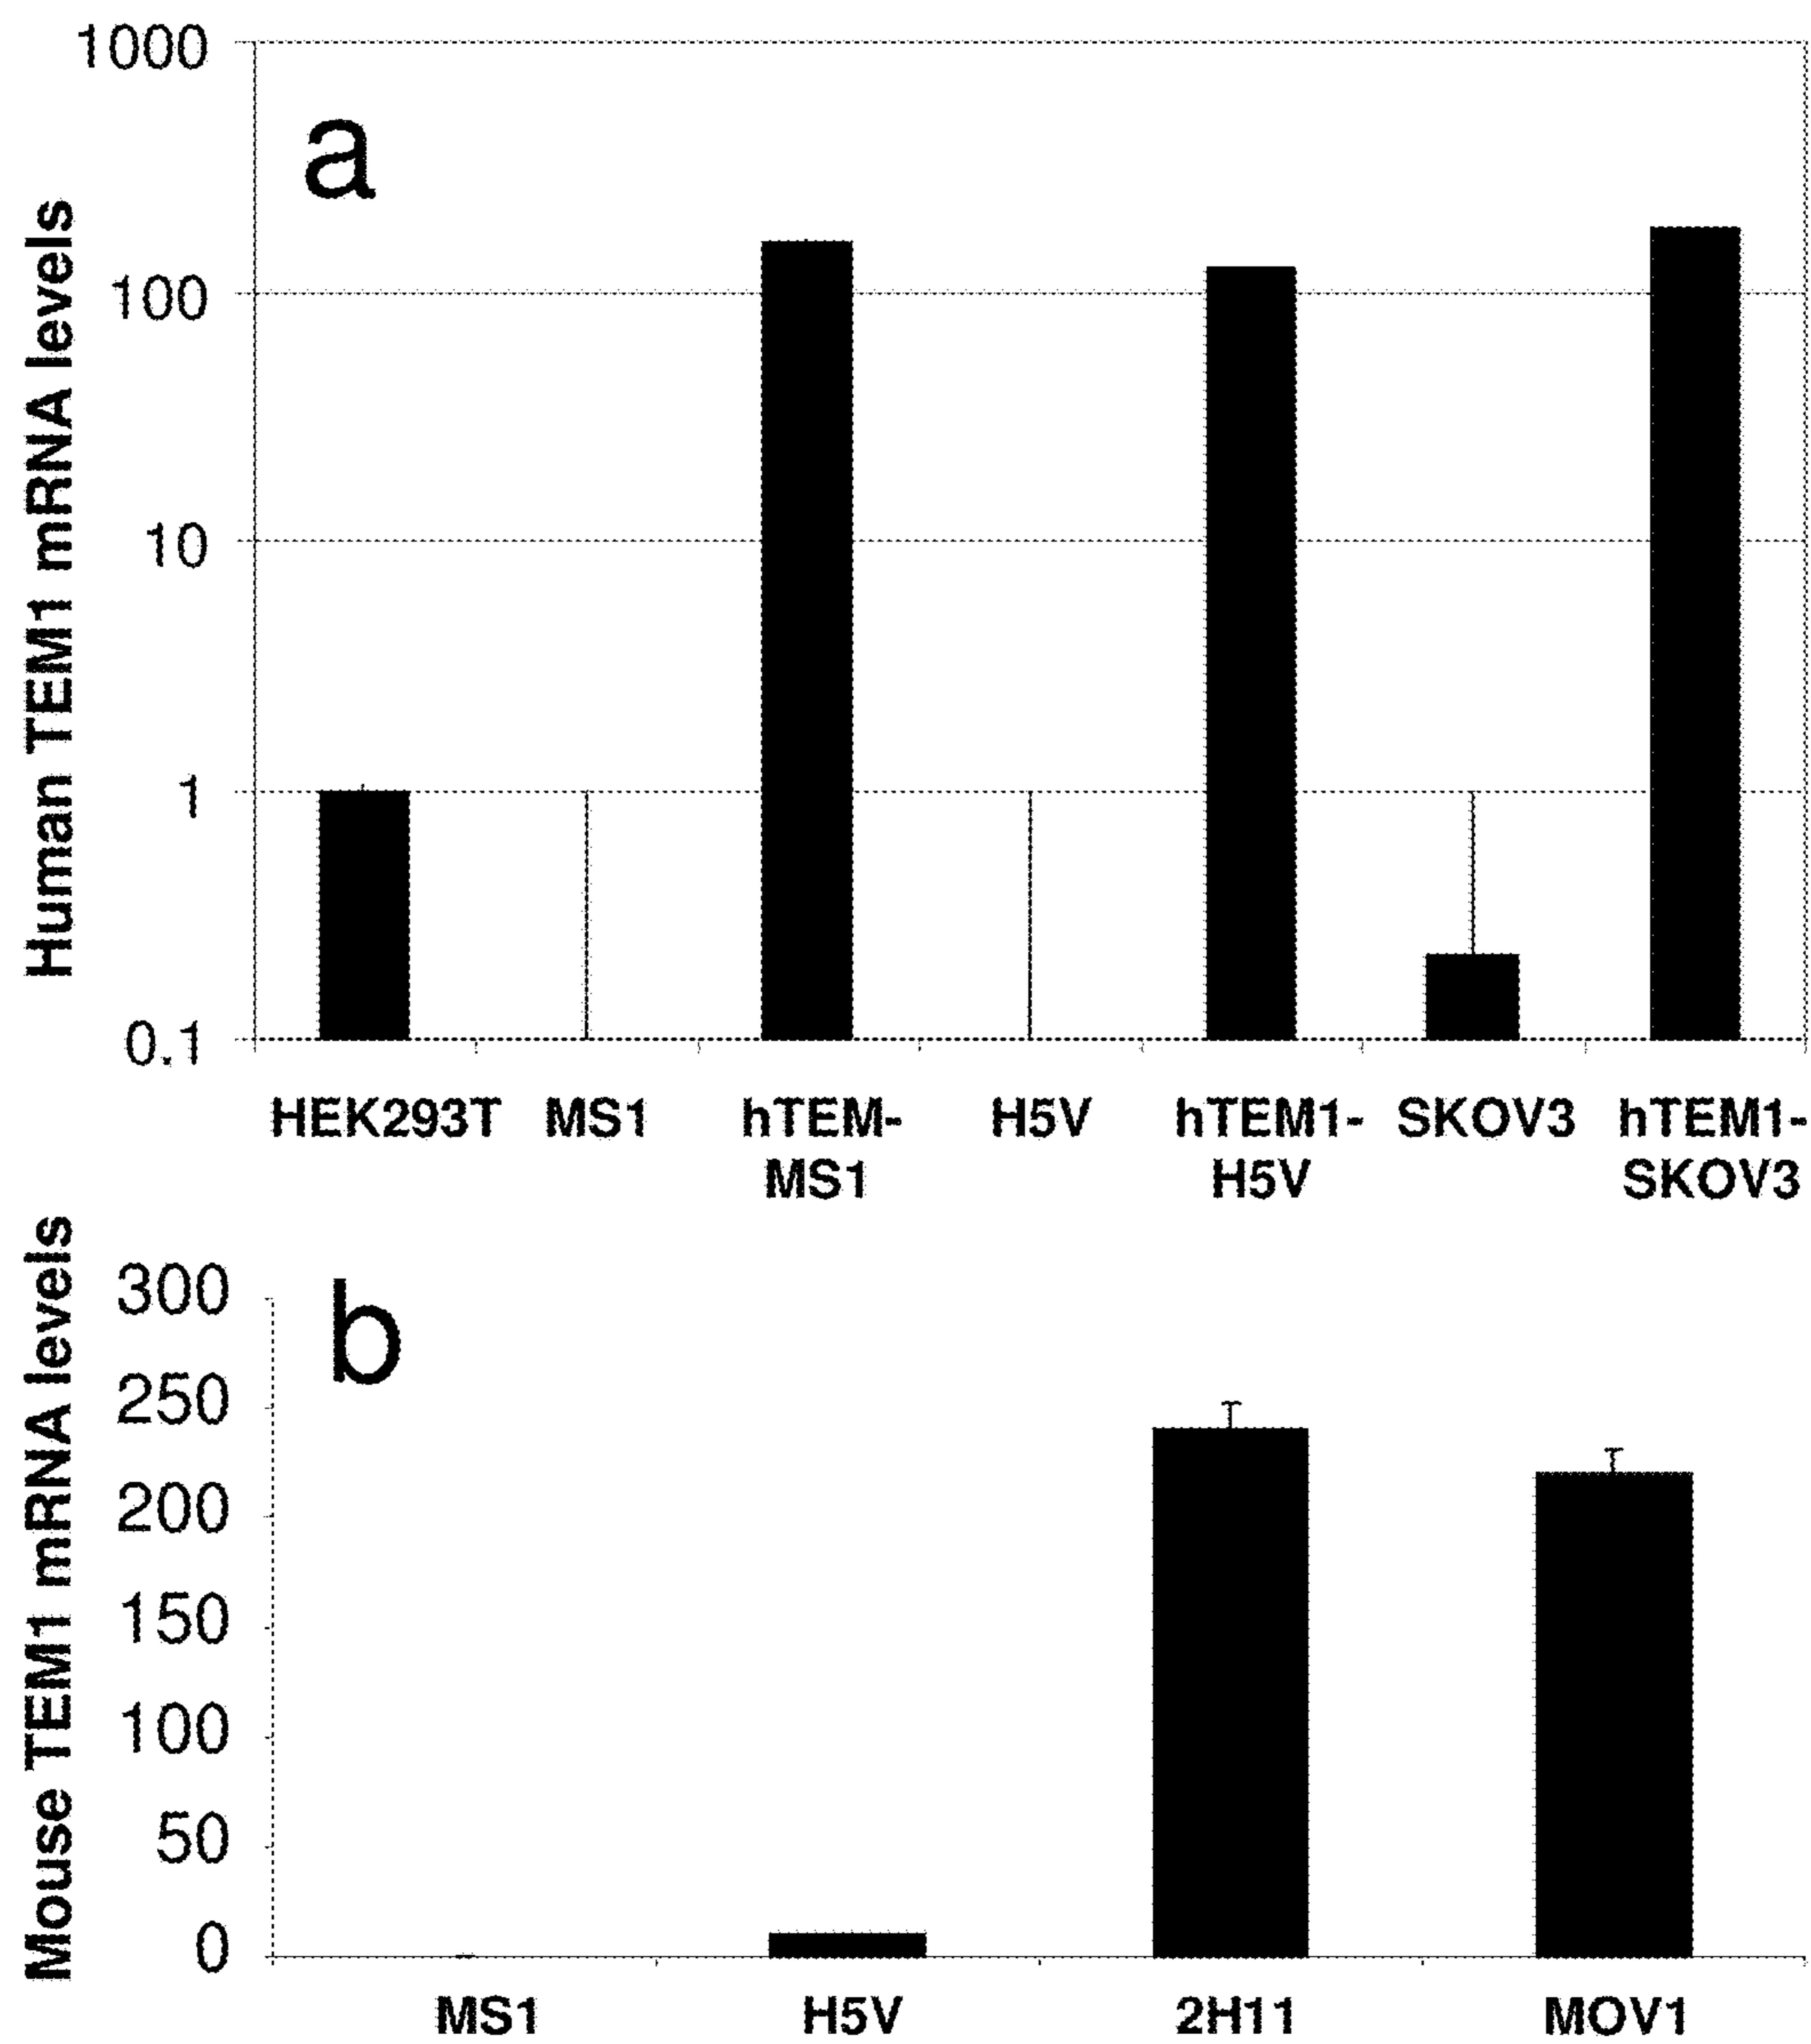 Human TEM1 mRNA levels
1000
100
10
1
0.1
a
HEK293T MS1 hTEM- H5V hTEM1- SKOV3 hTEM1-
MS1 H5V SKOV3
Mouse TEM1 mRNA levels
300
250
200
150
100
50
0
b
MS1 H5V 2H11 MOV1